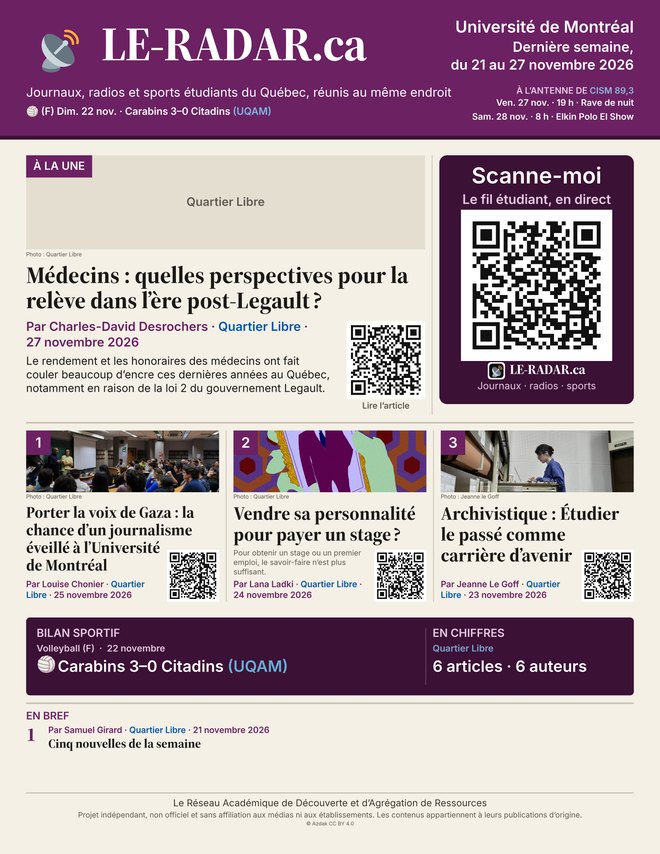 LE-RADAR.ca
Journaux, radios et sports étudiants du Québec, réunis au même endroit
(F) Dim. 22 nov. · Carabins 3–0 Citadins (UQAM)
Université de Montréal
Dernière semaine,
du 21 au 27 novembre 2026
À L'ANTENNE DE CISM 89,3
Ven. 27 nov. · 19 h · Rave de nuit
Sam. 28 nov. · 8 h · Elkin Polo El Show
À LA UNE
Quartier Libre
Photo : Quartier Libre
Médecins : quelles perspectives pour la
relève dans l'ère post-Legault ?
Par Charles-David Desrochers · Quartier Libre ·
27 novembre 2026
Le rendement et les honoraires des médecins ont fait
couler beaucoup d'encre ces dernières années au Québec,
notamment en raison de la loi 2 du gouvernement Legault.
Lire l'article
Scanne-moi
Le fil étudiant, en direct
LE-RADAR.ca
Journaux · radios · sports
1
Photo : Quartier Libre
Porter la voix de Gaza : la
chance d'un journalisme
éveillé à l'Université
de Montréal
Par Louise Chonier · Quartier
Libre · 25 novembre 2026
2
Photo : Quartier Libre
Vendre sa personnalité
pour payer un stage ?
Pour obtenir un stage ou un premier
emploi, le savoir-faire n'est plus
suffisant.
Par Lana Ladki · Quartier Libre ·
24 novembre 2026
3
Photo : Jeanne le Goff
Archivistique : Étudier
le passé comme
carrière d'avenir
Par Jeanne Le Goff · Quartier
Libre · 23 novembre 2026
BILAN SPORTIF
Volleyball (F) · 22 novembre
Carabins 3–0 Citadins (UQAM)
EN CHIFFRES
Quartier Libre
6 articles · 6 auteurs
EN BREF
1
Par Samuel Girard · Quartier Libre · 21 novembre 2026
Cinq nouvelles de la semaine
Le Réseau Académique de Découverte et d'Agrégation de Ressources
Projet indépendant, non officiel et sans affiliation aux médias ni aux établissements. Les contenus appartiennent à leurs publications d'origine.
© Azdak CC BY 4.0